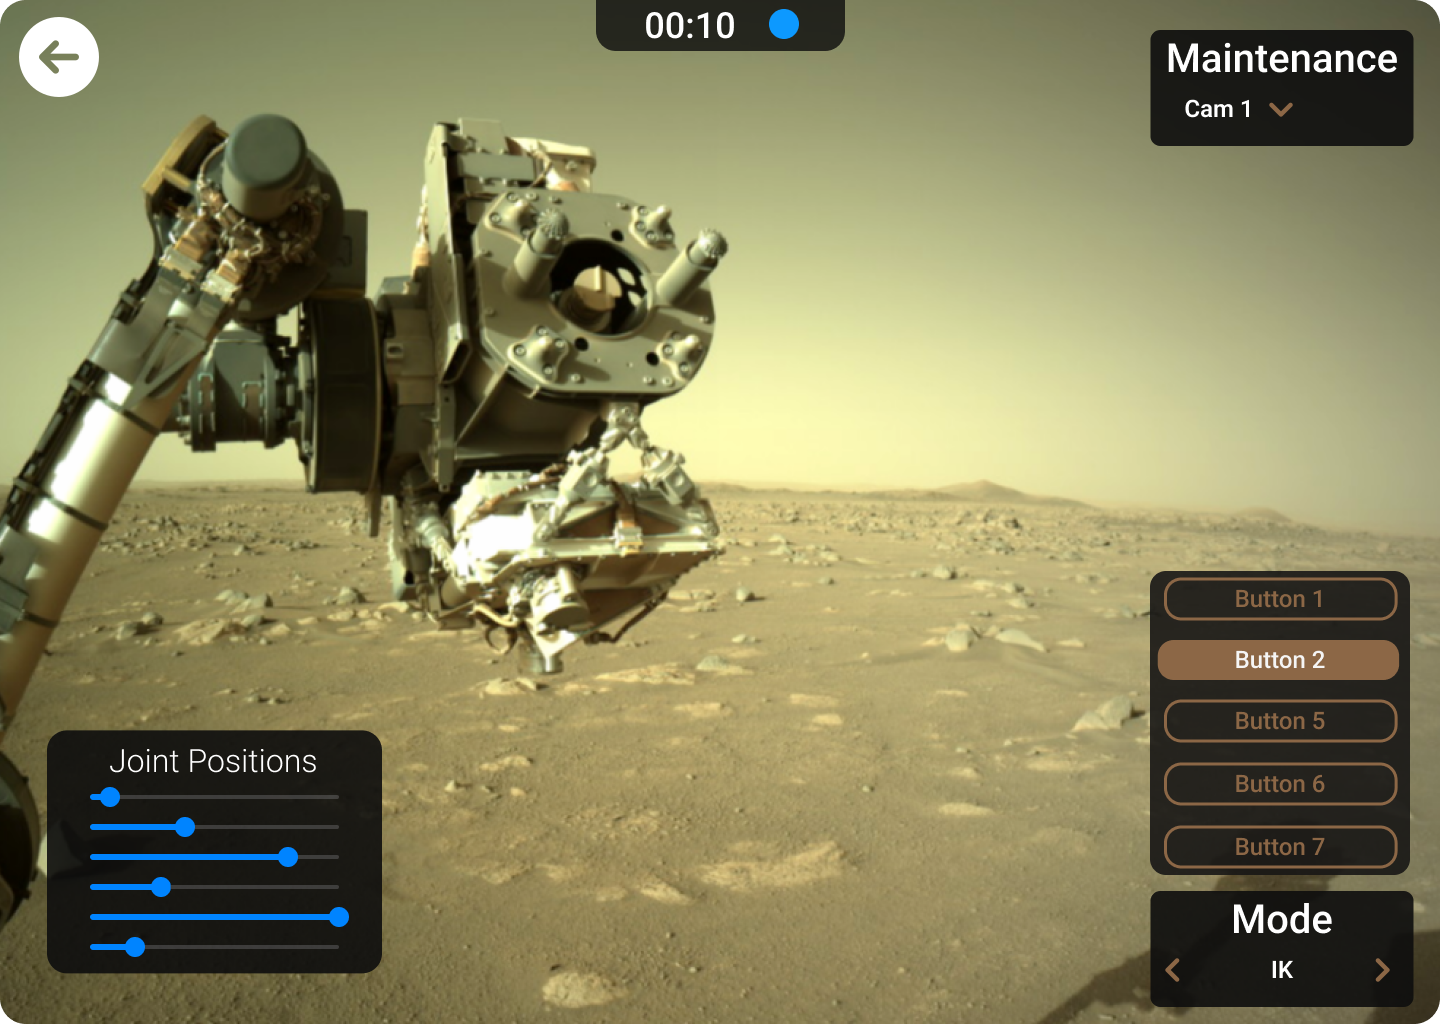 00:10
Maintenance
Cam 1
Button 1
Button 2
Button 5
Button 6
Button 7
Joint Positions
Mode
IK